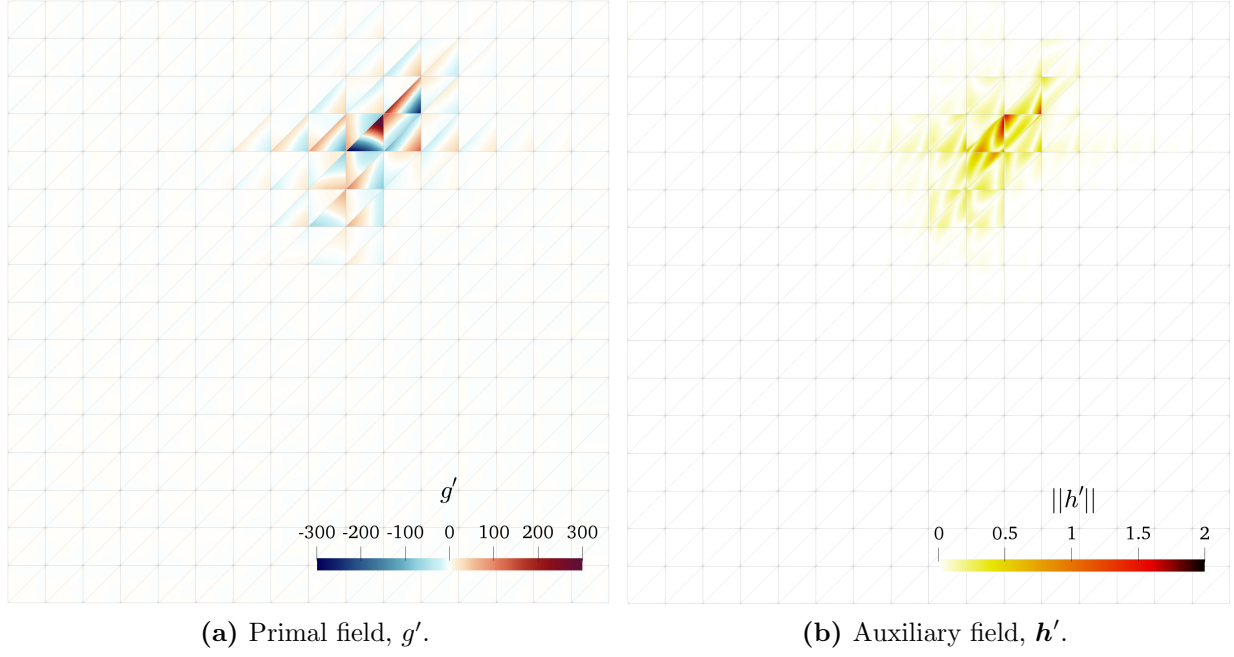 g′
-300 -200 -100 0 100 200 300
||h′||
0 0.5 1 1.5 2
(a) Primal field, g′.
(b) Auxiliary field, h′.